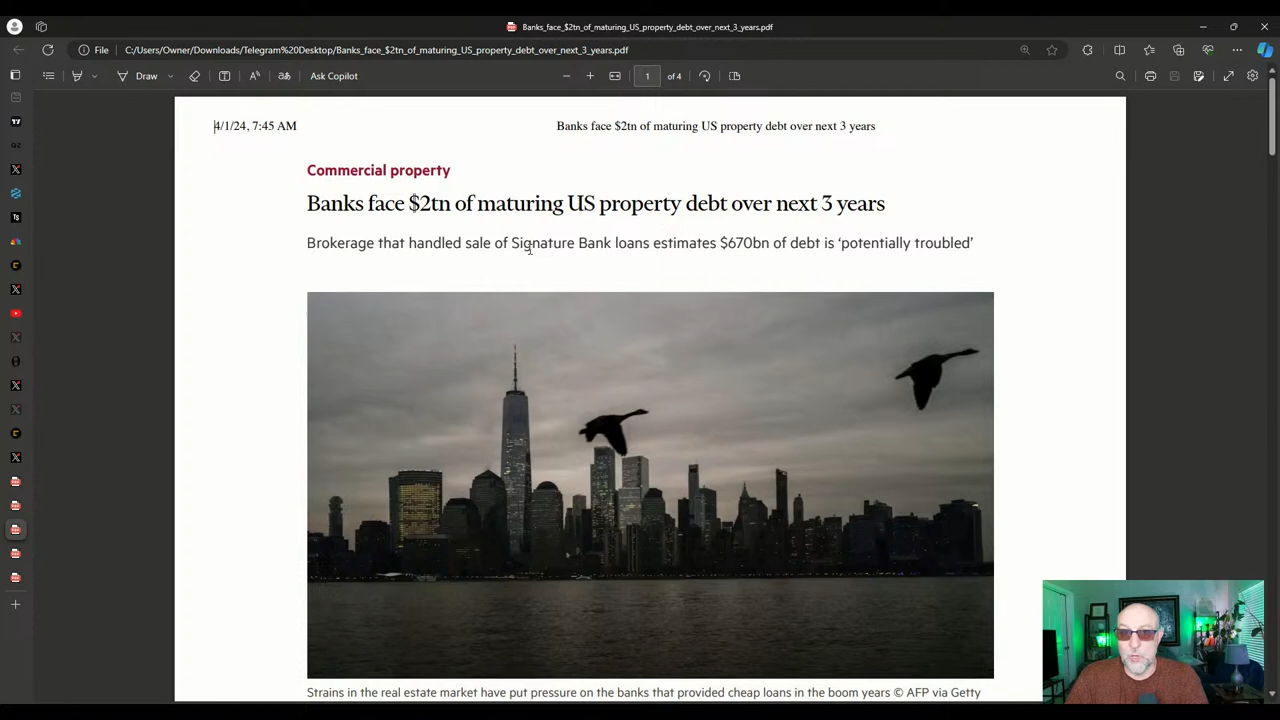 Banks_face_$2tn_of_maturing_US_property_debt_over_next_3_years.pdf
File
C:/Users/Owner/Downloads/Telegram%20Desktop/Banks_face_$2tn_of_maturing_US_property_debt_over_next_3_years.pdf
Draw
Ask Copilot
1 of 4
4/1/24, 7:45 AM
Banks face $2tn of maturing US property debt over next 3 years
Commercial property
Banks face $2tn of maturing US property debt over next 3 years
Brokerage that handled sale of Signature Bank loans estimates $670bn of debt is ‘potentially troubled’
Strains in the real estate market have put pressure on the banks that provided cheap loans in the boom years © AFP via Getty